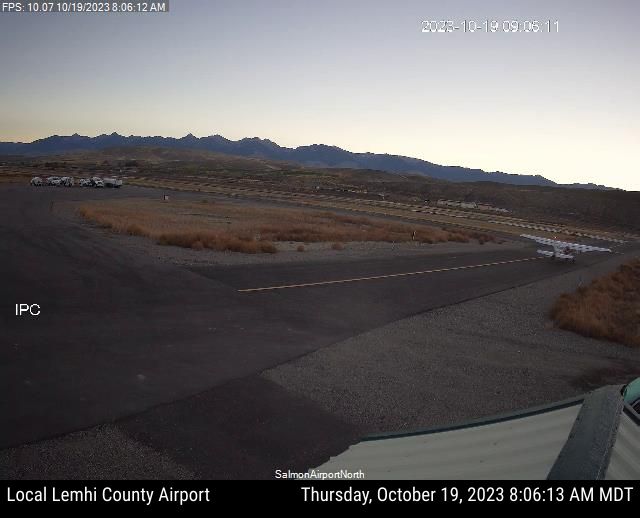 FPS: 10.07 10/19/2023 8:06:12 AM
2023-10-19 09:06:11
IPC
SalmonAirportNorth
Local Lemhi County Airport Thursday, October 19, 2023 8:06:13 AM MDT